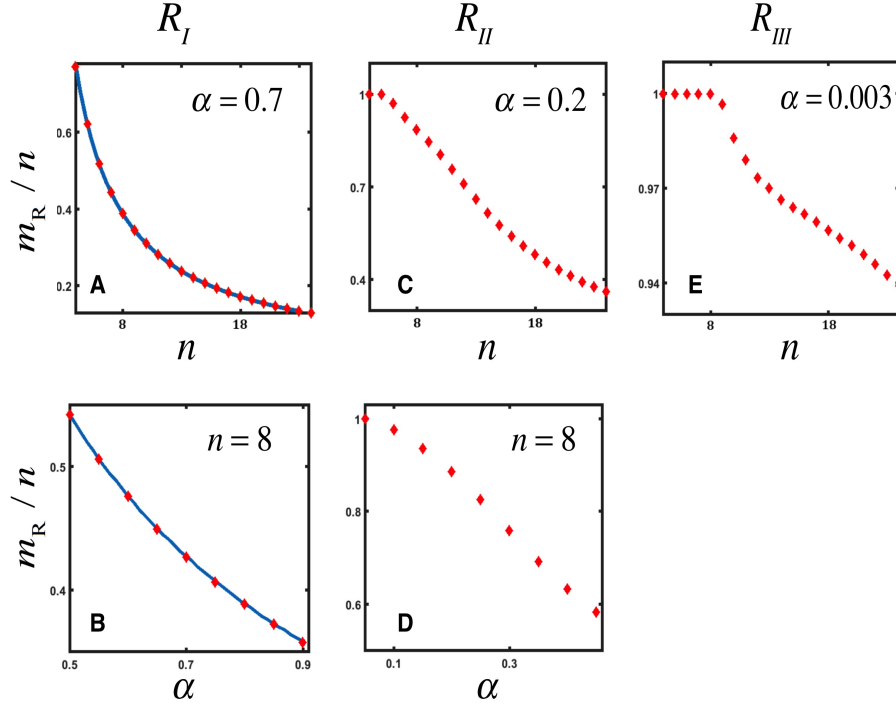 R_I R_II R_III
m_R / n
0.6
0.4
0.2
α = 0.7
A
8 18
n
1
0.7
0.4
α = 0.2
C
8 18
n
1
0.97
0.94
α = 0.003
E
8 18
n
m_R / n
0.5
0.4
n = 8
B
0.5 0.7 0.9
α
1
0.8
0.6
n = 8
D
0.1 0.3
α